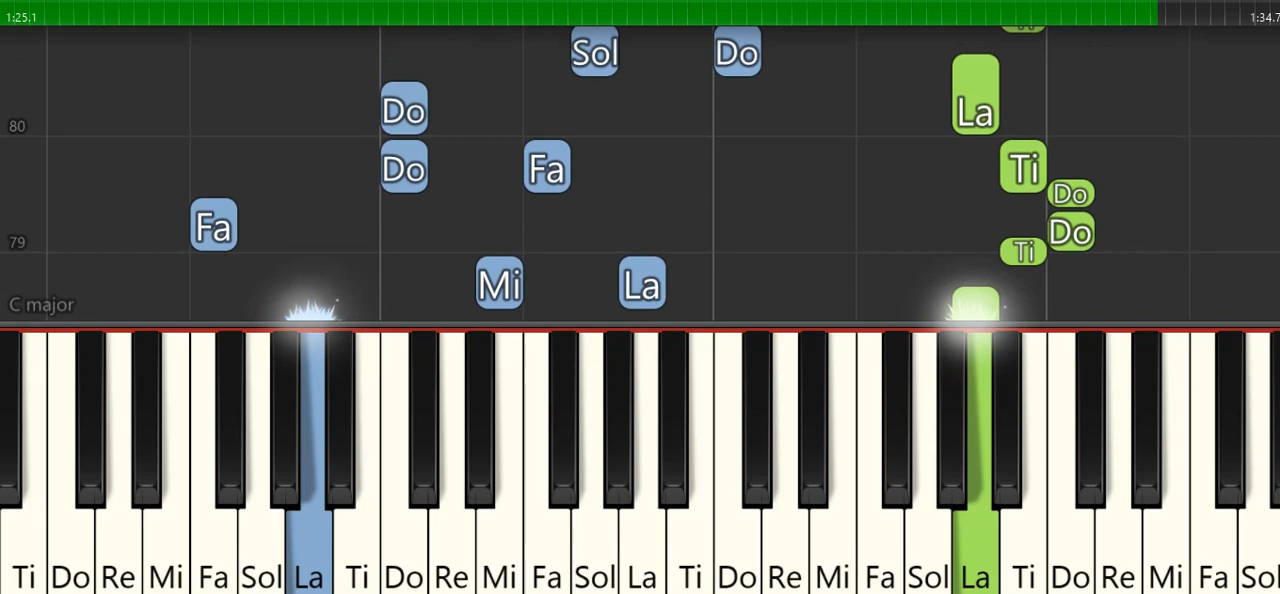 1:25.1 1:34.7
Ti
Sol Do
Do La
80
Do Fa Ti
Do
Fa Do
79
Ti
Mi La
C major
Ti Do Re Mi Fa Sol La Ti Do Re Mi Fa Sol La Ti Do Re Mi Fa Sol La Ti Do Re Mi Fa Sol